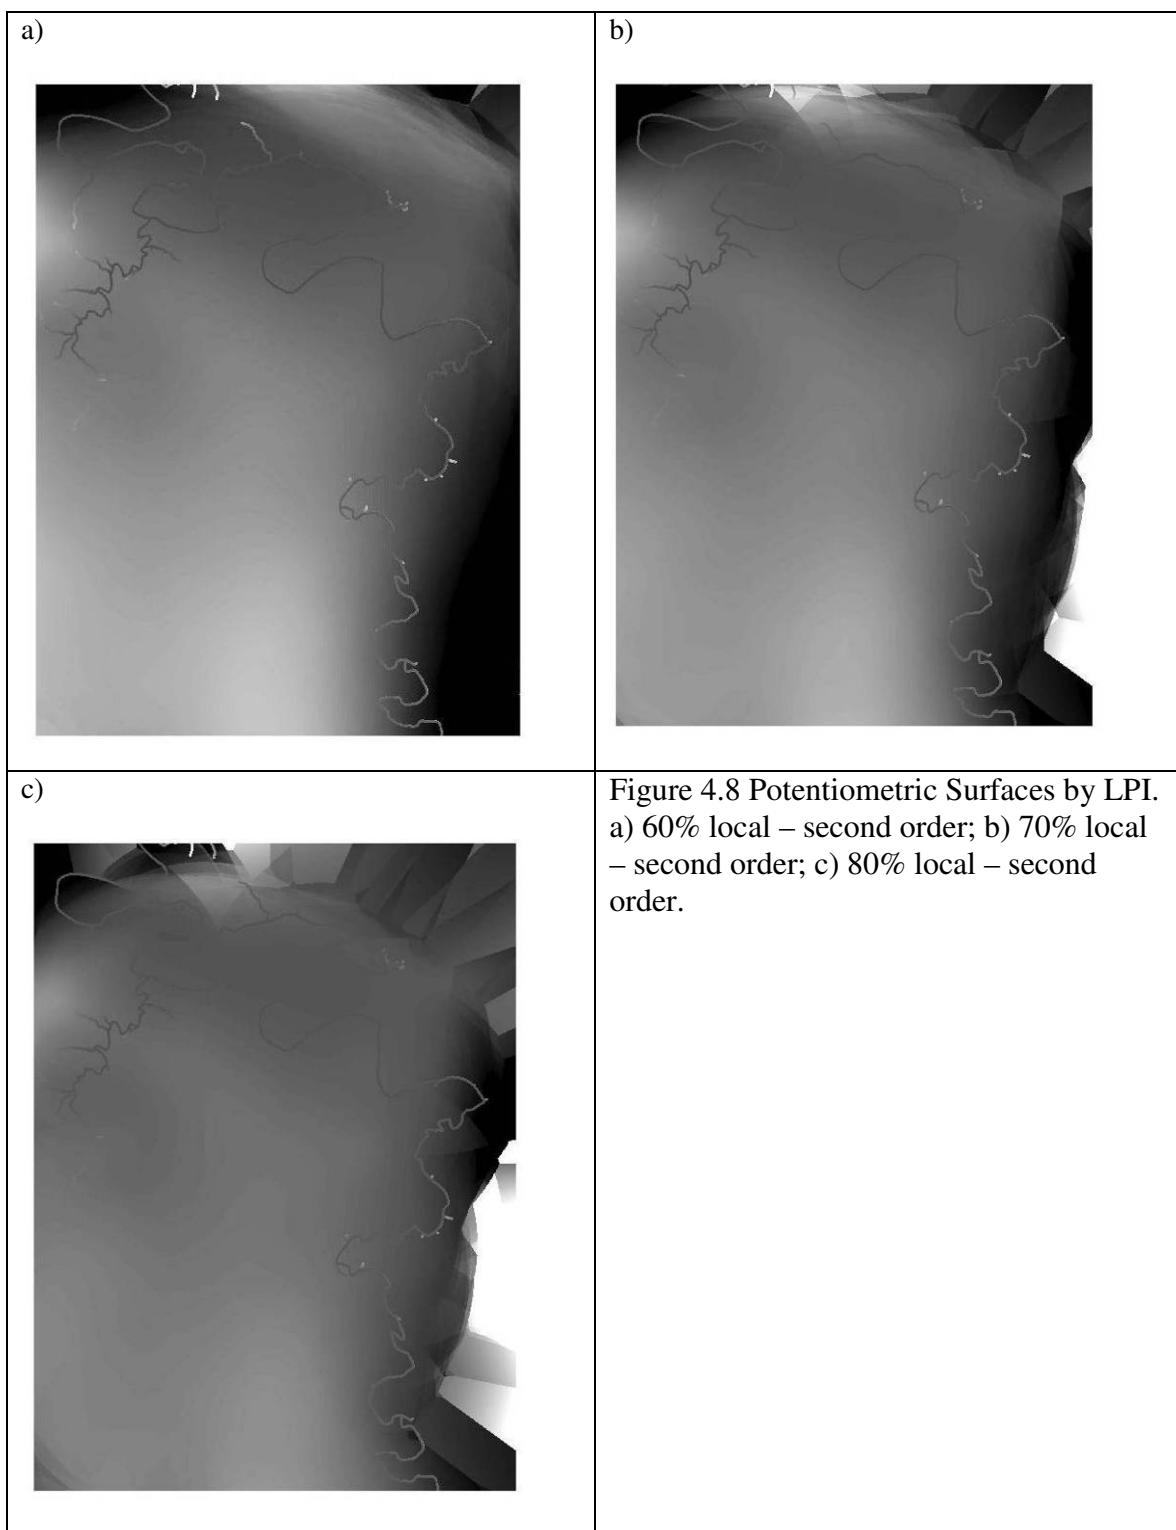 a)
b)
c)
Figure 4.8 Potentiometric Surfaces by LPI.
a) 60% local – second order; b) 70% local
– second order; c) 80% local – second
order.